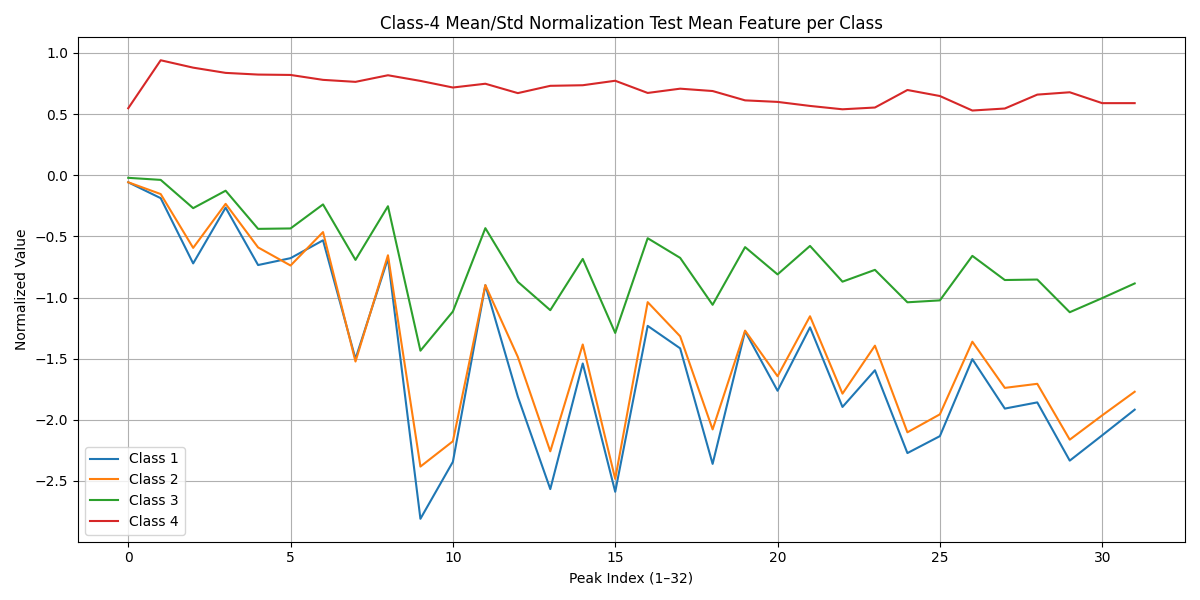 Class-4 Mean/Std Normalization Test Mean Feature per Class
Normalized Value
1.0
0.5
0.0
−0.5
−1.0
−1.5
−2.0
−2.5
Class 1
Class 2
Class 3
Class 4
0 5 10 15 20 25 30
Peak Index (1–32)